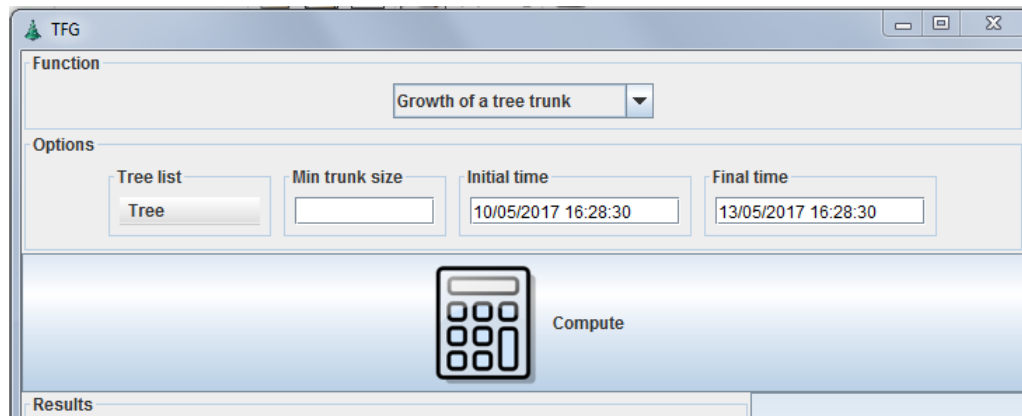 TFG
Function
Growth of a tree trunk
Options
Tree list
Min trunk size
Initial time
Final time
Tree
10/05/2017 16:28:30
13/05/2017 16:28:30
Compute
Results